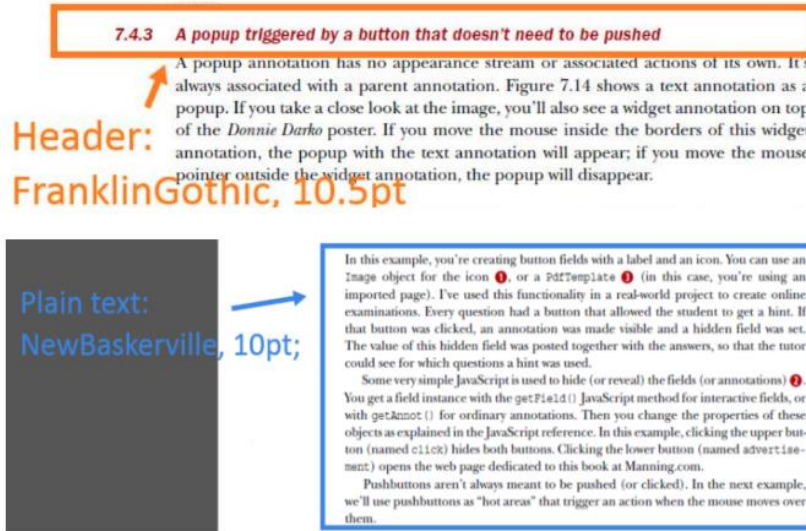 7.4.3 A popup triggered by a button that doesn't need to be pushed
A popup annotation has no appearance stream or associated actions of its own. It's
always associated with a parent annotation. Figure 7.14 shows a text annotation as a
popup. If you take a close look at the image, you'll also see a widget annotation on top
of the Donnie Darko poster. If you move the mouse inside the borders of this widget
annotation, the popup with the text annotation will appear; if you move the mouse
pointer outside the widget annotation, the popup will disappear.
Header:
FranklinGothic, 10.5pt
Plain text:
NewBaskerville, 10pt;
In this example, you're creating button fields with a label and an icon. You can use an
Image object for the icon 1, or a PdfTemplate 3 (in this case, you're using an
imported page). I've used this functionality in a real-world project to create online
examinations. Every question had a button that allowed the student to get a hint. If
that button was clicked, an annotation was made visible and a hidden field was set.
The value of this hidden field was posted together with the answers, so that the tutor
could see for which questions a hint was used.
Some very simple JavaScript is used to hide (or reveal) the fields (or annotations) 2.
You get a field instance with the getField() JavaScript method for interactive fields, or
with getAnnot() for ordinary annotations. Then you change the properties of these
objects as explained in the JavaScript reference. In this example, clicking the upper but-
ton (named click) hides both buttons. Clicking the lower button (named advertise-
ment) opens the web page dedicated to this book at Manning.com.
Pushbuttons aren't always meant to be pushed (or clicked). In the next example,
we'll use pushbuttons as "hot areas" that trigger an action when the mouse moves over
them.